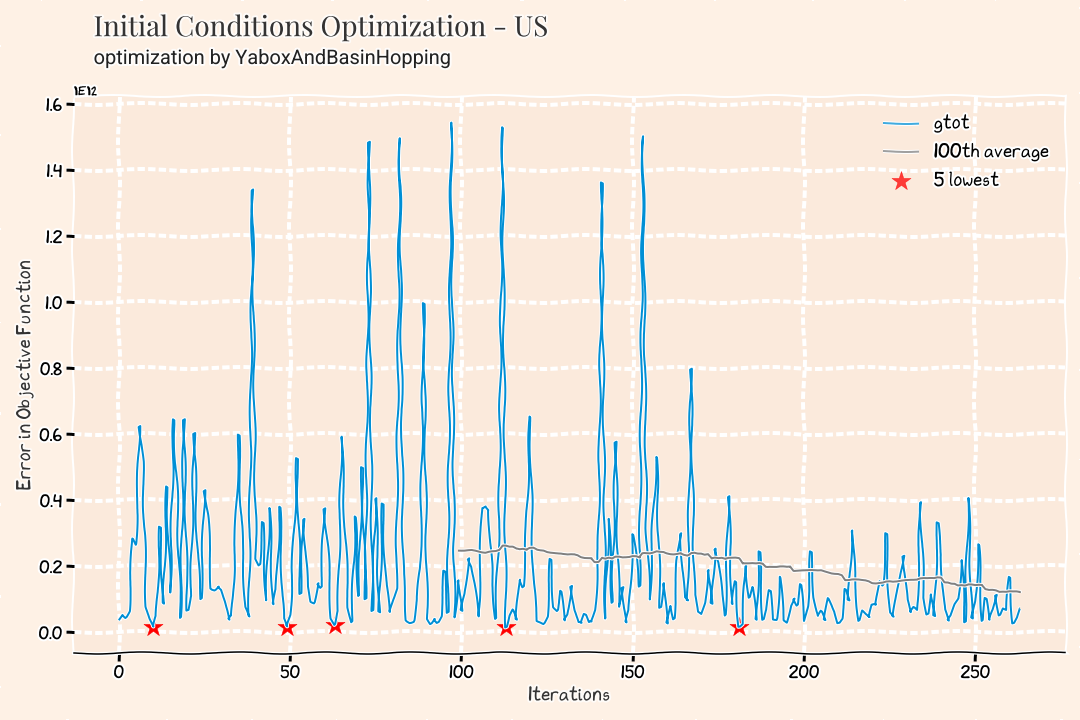 Initial Conditions Optimization - US
optimization by YaboxAndBasinHopping
1E12
1.6
1.4
1.2
1.0
0.8
0.6
0.4
0.2
0.0
Error in Objective Function
gtot
100th average
5 lowest
0 50 100 150 200 250
Iterations